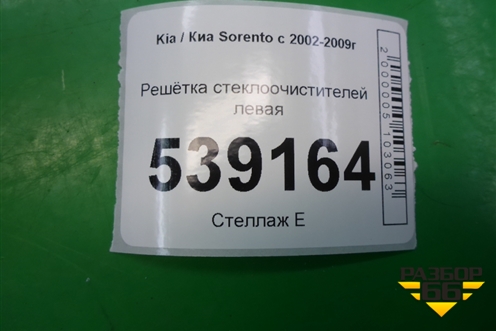 Kia / Киа Sorento с 2002-2009г
Решётка стеклоочистителей
левая
539164
Стеллаж Е
2000005103063
РАЗБОР
66